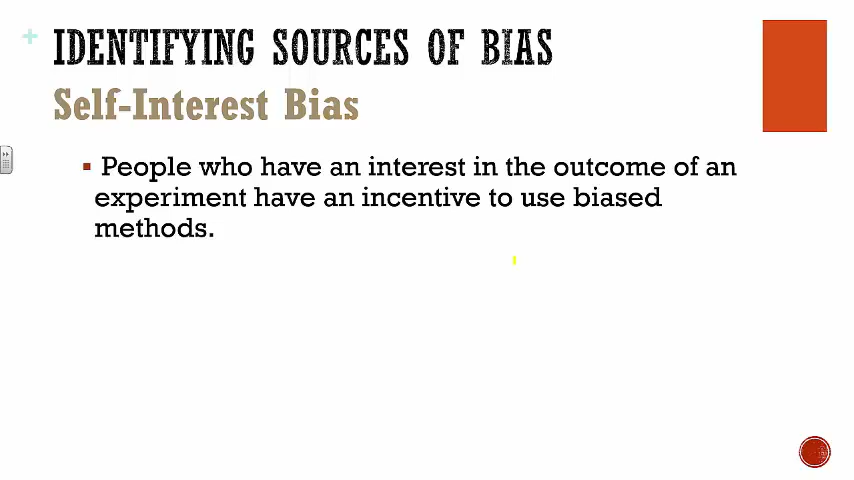 IDENTIFYING SOURCES OF BIAS
Self-Interest Bias
People who have an interest in the outcome of an
experiment have an incentive to use biased
methods.